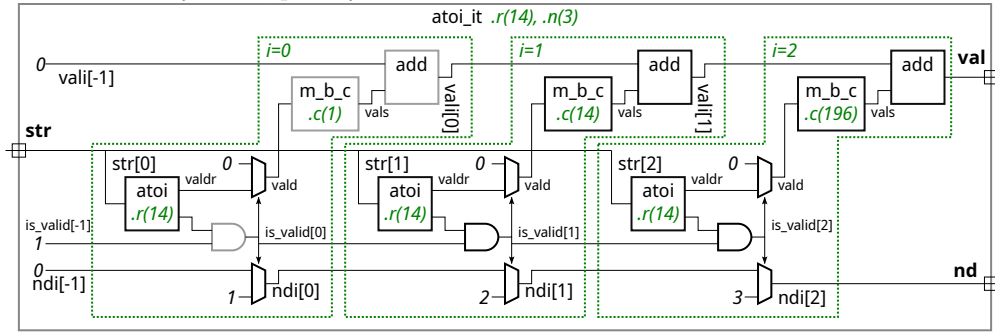 atoi_it .r(14), .n(3)
i=0
i=1
i=2
0
vali[-1]
add
add
add
val
m_b_c
.c(1)
vals
vali[0]
m_b_c
.c(14)
vals
vali[1]
m_b_c
.c(196)
vals
str
str[0]
0
str[1]
0
str[2]
0
atoi
.r(14)
valdr
vald
atoi
.r(14)
valdr
vald
atoi
.r(14)
valdr
vald
is_valid[-1]
1
is_valid[0]
is_valid[1]
is_valid[2]
0
ndi[-1]
1
ndi[0]
2
ndi[1]
3
ndi[2]
nd